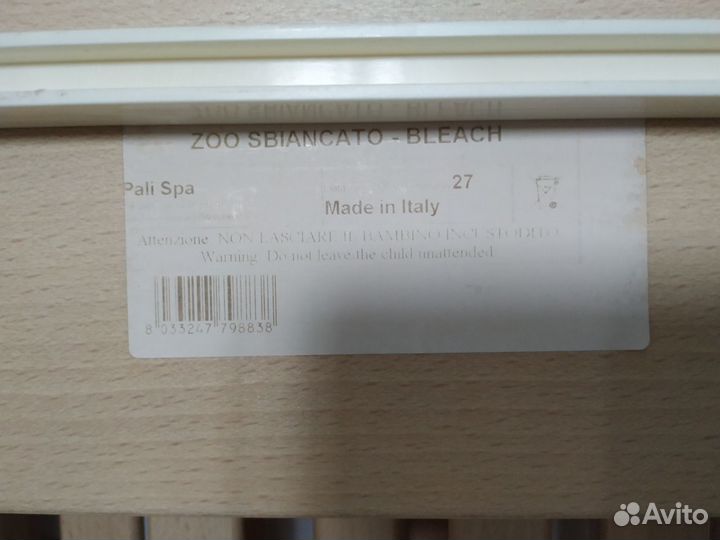 ZOO SBIANCATO - BLEACH
Pali Spa
27
Made in Italy
Attenzione NON LASCIARE IL BAMBINO INCUSTODITO
Warning. Do not leave the child unattended
8 033247 798838
Avito